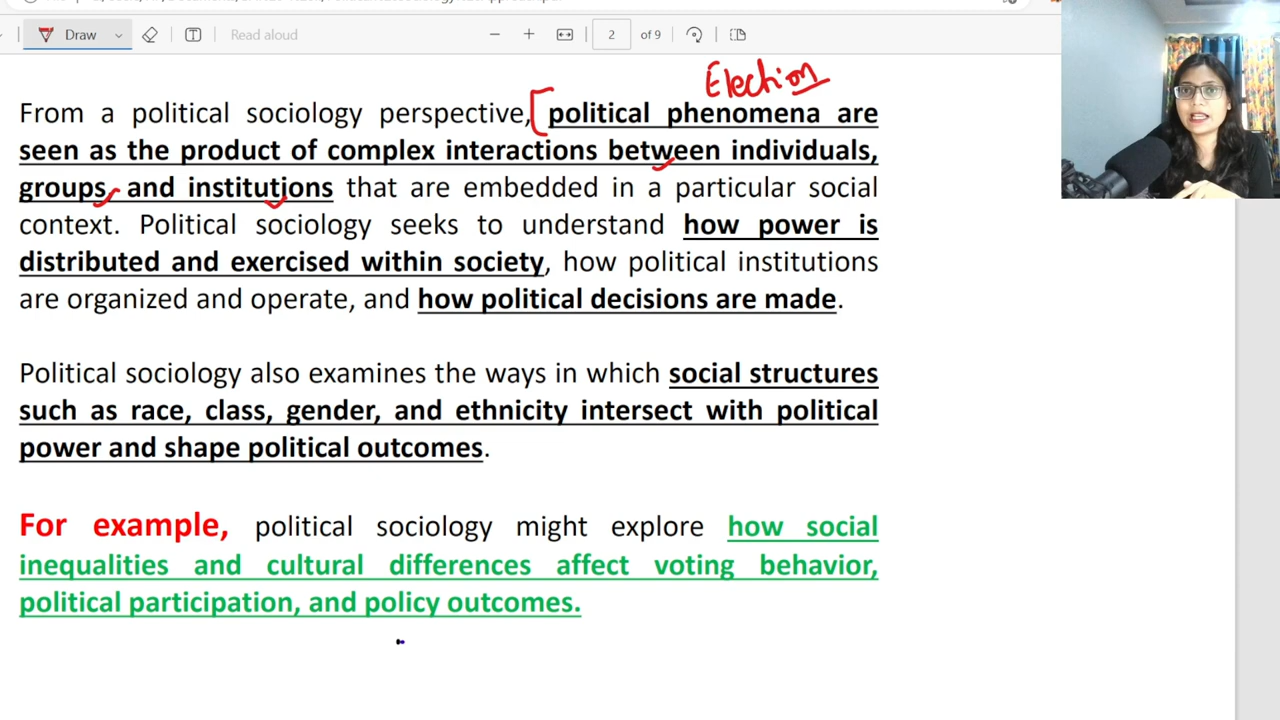 Draw
Read aloud
2 of 9
Election
From a political sociology perspective, political phenomena are
seen as the product of complex interactions between individuals,
groups, and institutions that are embedded in a particular social
context. Political sociology seeks to understand how power is
distributed and exercised within society, how political institutions
are organized and operate, and how political decisions are made.
Political sociology also examines the ways in which social structures
such as race, class, gender, and ethnicity intersect with political
power and shape political outcomes.
For example, political sociology might explore how social
inequalities and cultural differences affect voting behavior,
political participation, and policy outcomes.